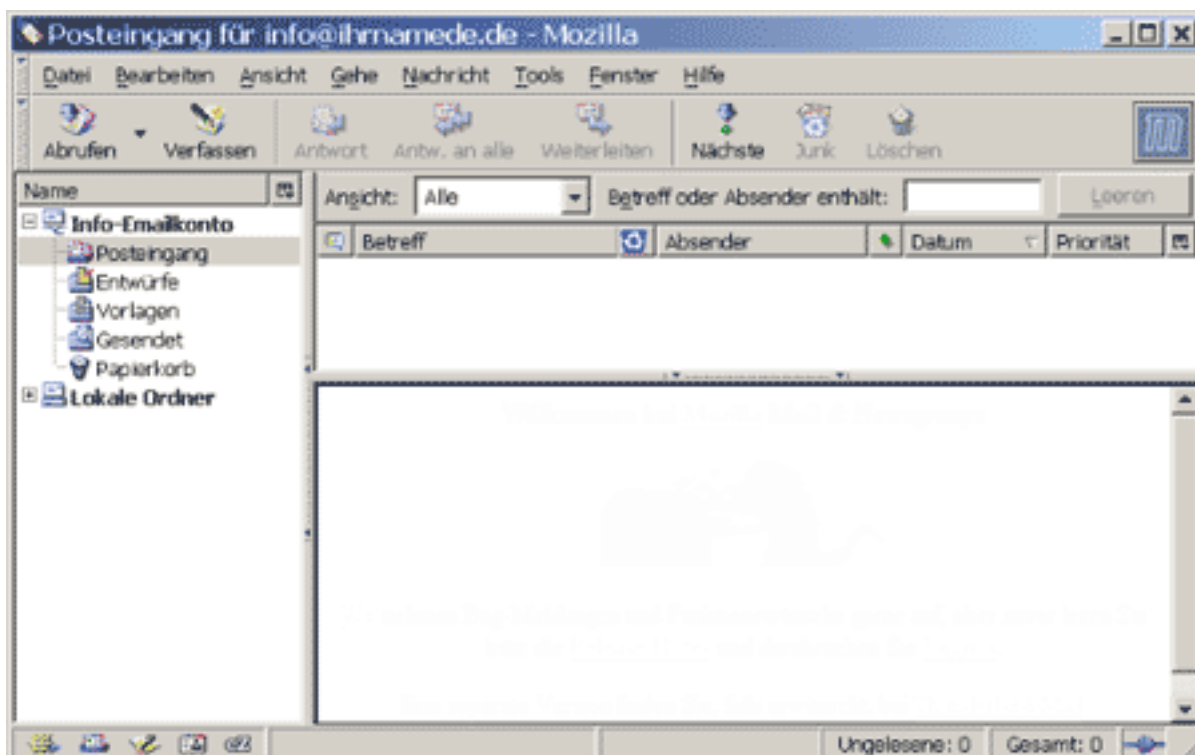 Posteingang für info@ihrnamede.de - Mozilla
Datei Bearbeiten Ansicht Gehe Nachricht Tools Fenster Hilfe
Abrufen Verfassen Antwort Antw. an alle Weiterleiten Nächste Junk Löschen
Name
Info-Emailkonto
Posteingang
Entwürfe
Vorlagen
Gesendet
Papierkorb
Lokale Ordner
Ansicht: Alle Betreff oder Absender enthält: Leeren
Betreff Absender Datum Priorität
Ungelesene: 0 Gesamt: 0